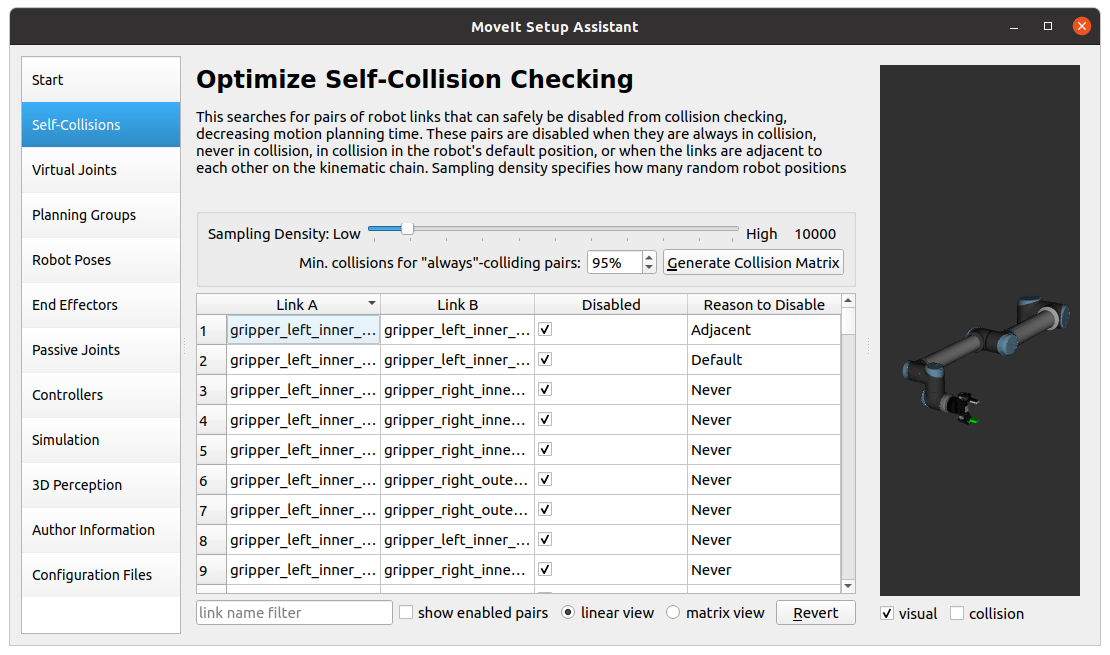 MoveIt Setup Assistant
Start
Self-Collisions
Virtual Joints
Planning Groups
Robot Poses
End Effectors
Passive Joints
Controllers
Simulation
3D Perception
Author Information
Configuration Files
Optimize Self-Collision Checking
This searches for pairs of robot links that can safely be disabled from collision checking,
decreasing motion planning time. These pairs are disabled when they are always in collision,
never in collision, in collision in the robot's default position, or when the links are adjacent to
each other on the kinematic chain. Sampling density specifies how many random robot positions
Sampling Density: Low High 10000
Min. collisions for "always"-colliding pairs: 95% Generate Collision Matrix
Link A Link B Disabled Reason to Disable
1 gripper_left_inner_... gripper_left_inner_... Adjacent
2 gripper_left_inner_... gripper_left_inner_... Default
3 gripper_left_inner_... gripper_right_inne... Never
4 gripper_left_inner_... gripper_right_inne... Never
5 gripper_left_inner_... gripper_right_inne... Never
6 gripper_left_inner_... gripper_right_oute... Never
7 gripper_left_inner_... gripper_right_oute... Never
8 gripper_left_inner_... gripper_left_inner_... Never
9 gripper_left_inner_... gripper_right_inne... Never
link name filter show enabled pairs linear view matrix view Revert
visual collision